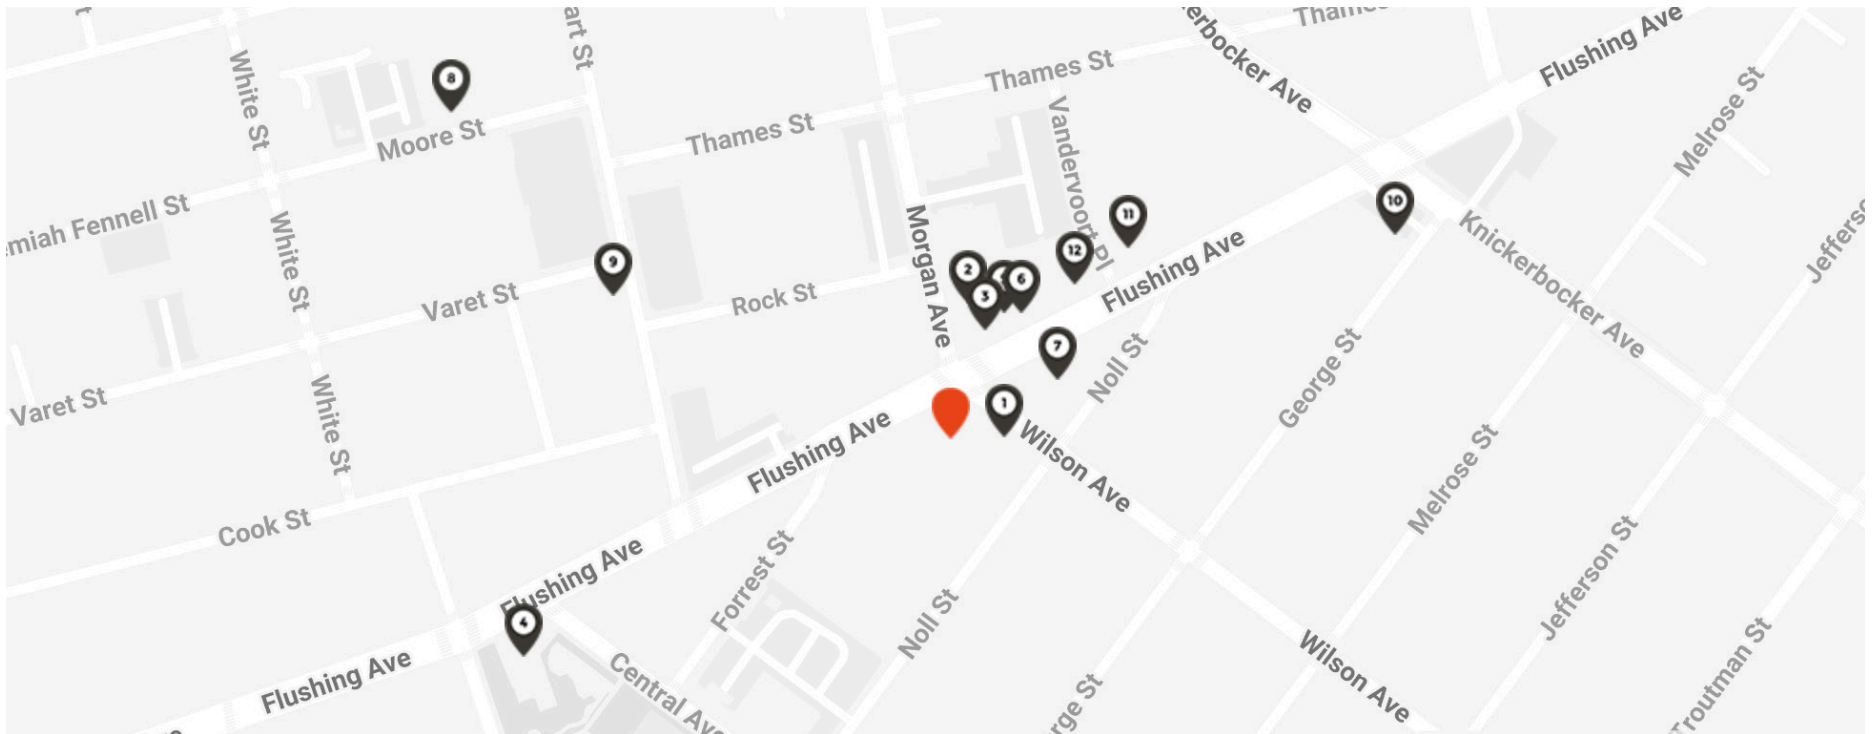 Thames
Knickerbocker Ave
Flushing Ave
White St
Thames St
Melrose St
8
Moore St
Thames St
Vandervoort Pl
10
11
Fennell St
White St
Morgan Ave
Flushing Ave
Knickerbocker Ave
12
9
2
6
3
Varet St
Rock St
7
Noll St
George St
Varet St
White St
1
Flushing Ave
Wilson Ave
Melrose St
Cook St
Flushing Ave
Forrest St
Noll St
Jefferson St
4
Flushing Ave
Central Ave
Wilson Ave
Troutman St